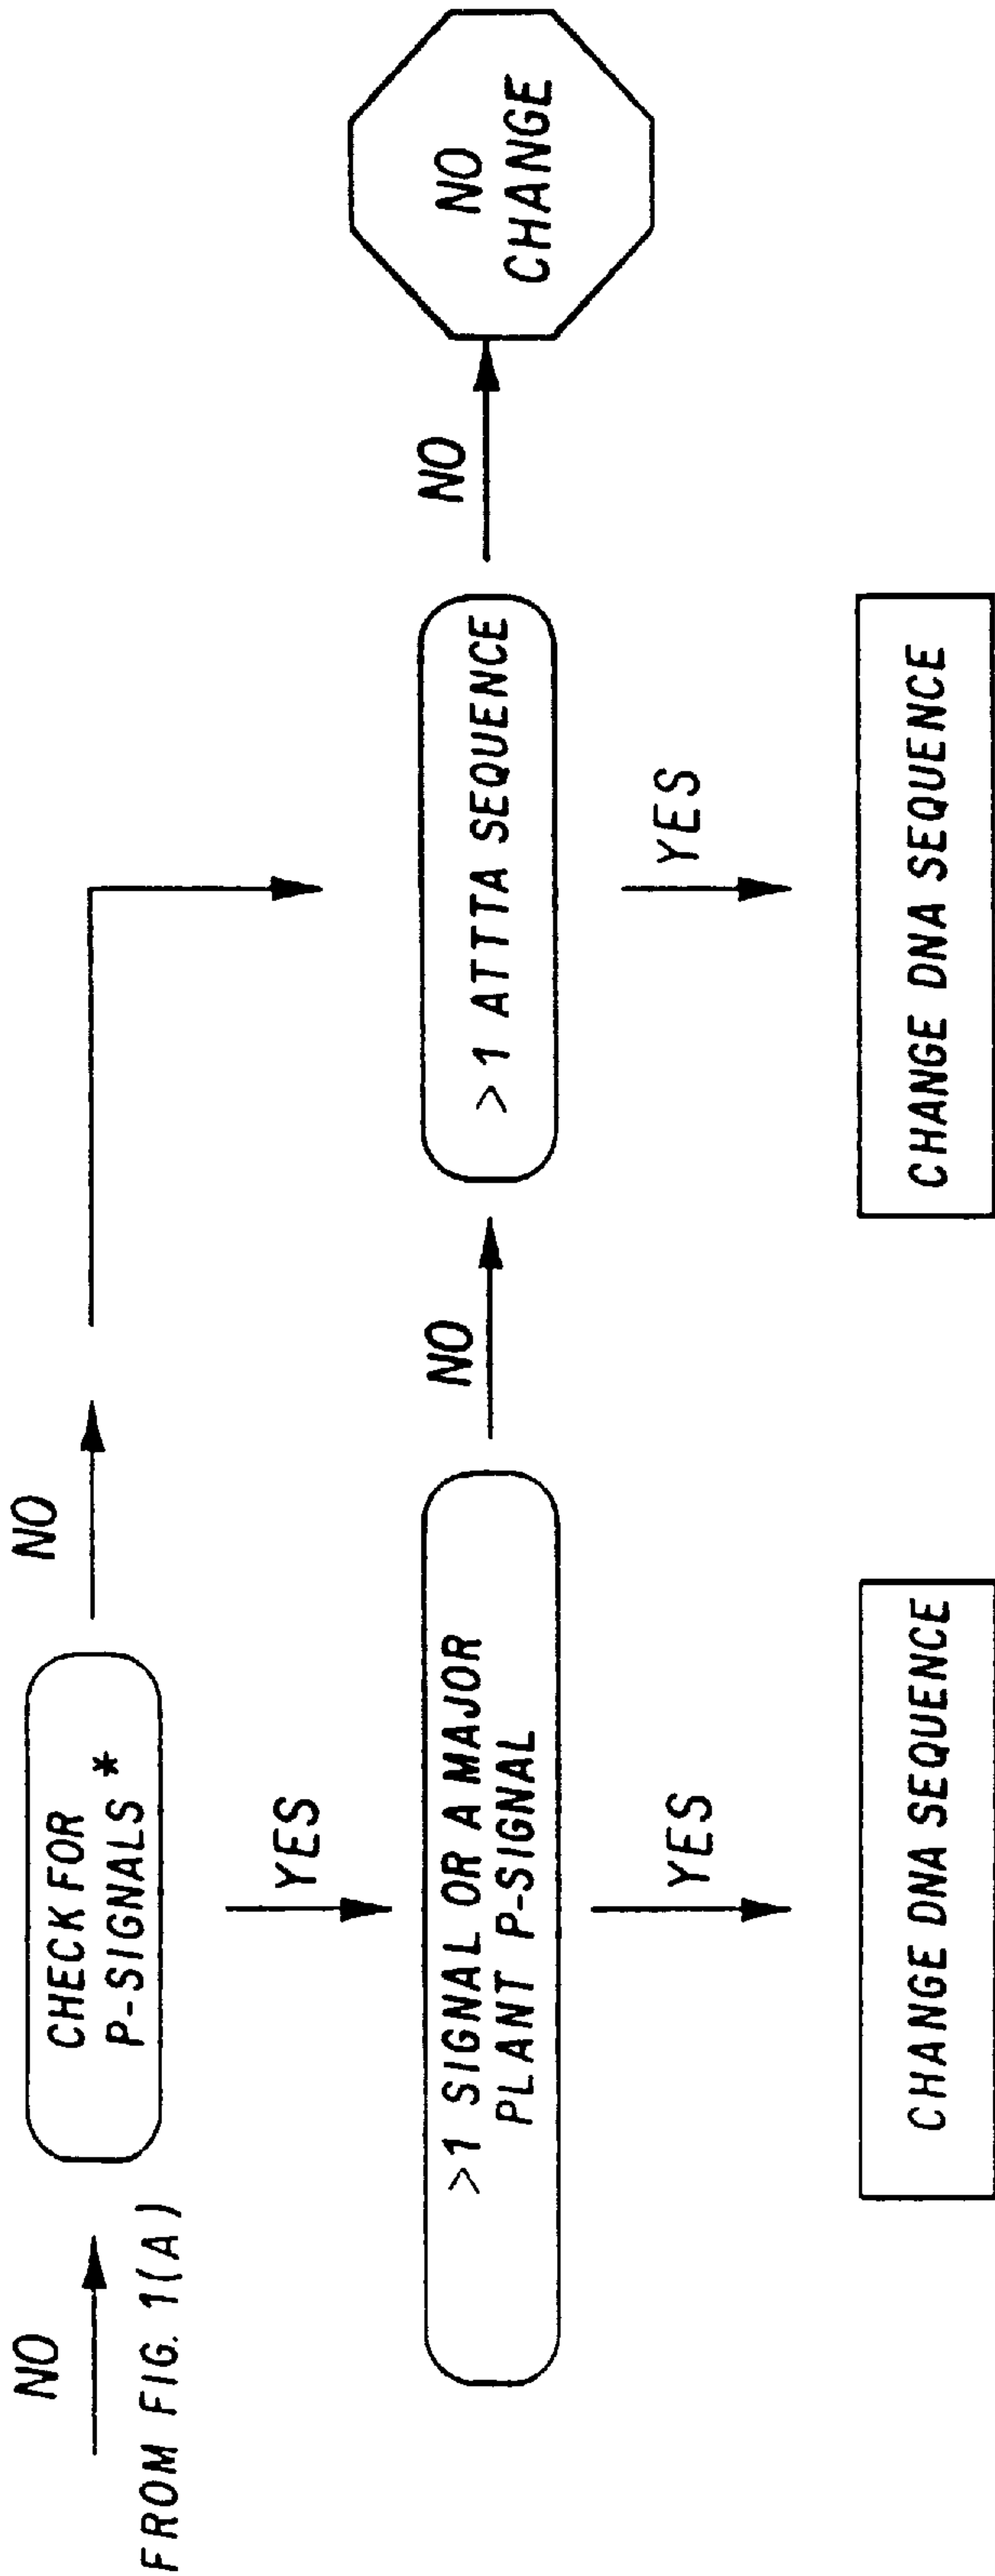 NO
FROM FIG. 1(A)
CHECK FOR
P-SIGNALS *
NO
YES
>1 SIGNAL OR A MAJOR
PLANT P-SIGNAL
NO
>1 ATTTA SEQUENCE
NO
NO
CHANGE
YES
YES
CHANGE DNA SEQUENCE
CHANGE DNA SEQUENCE